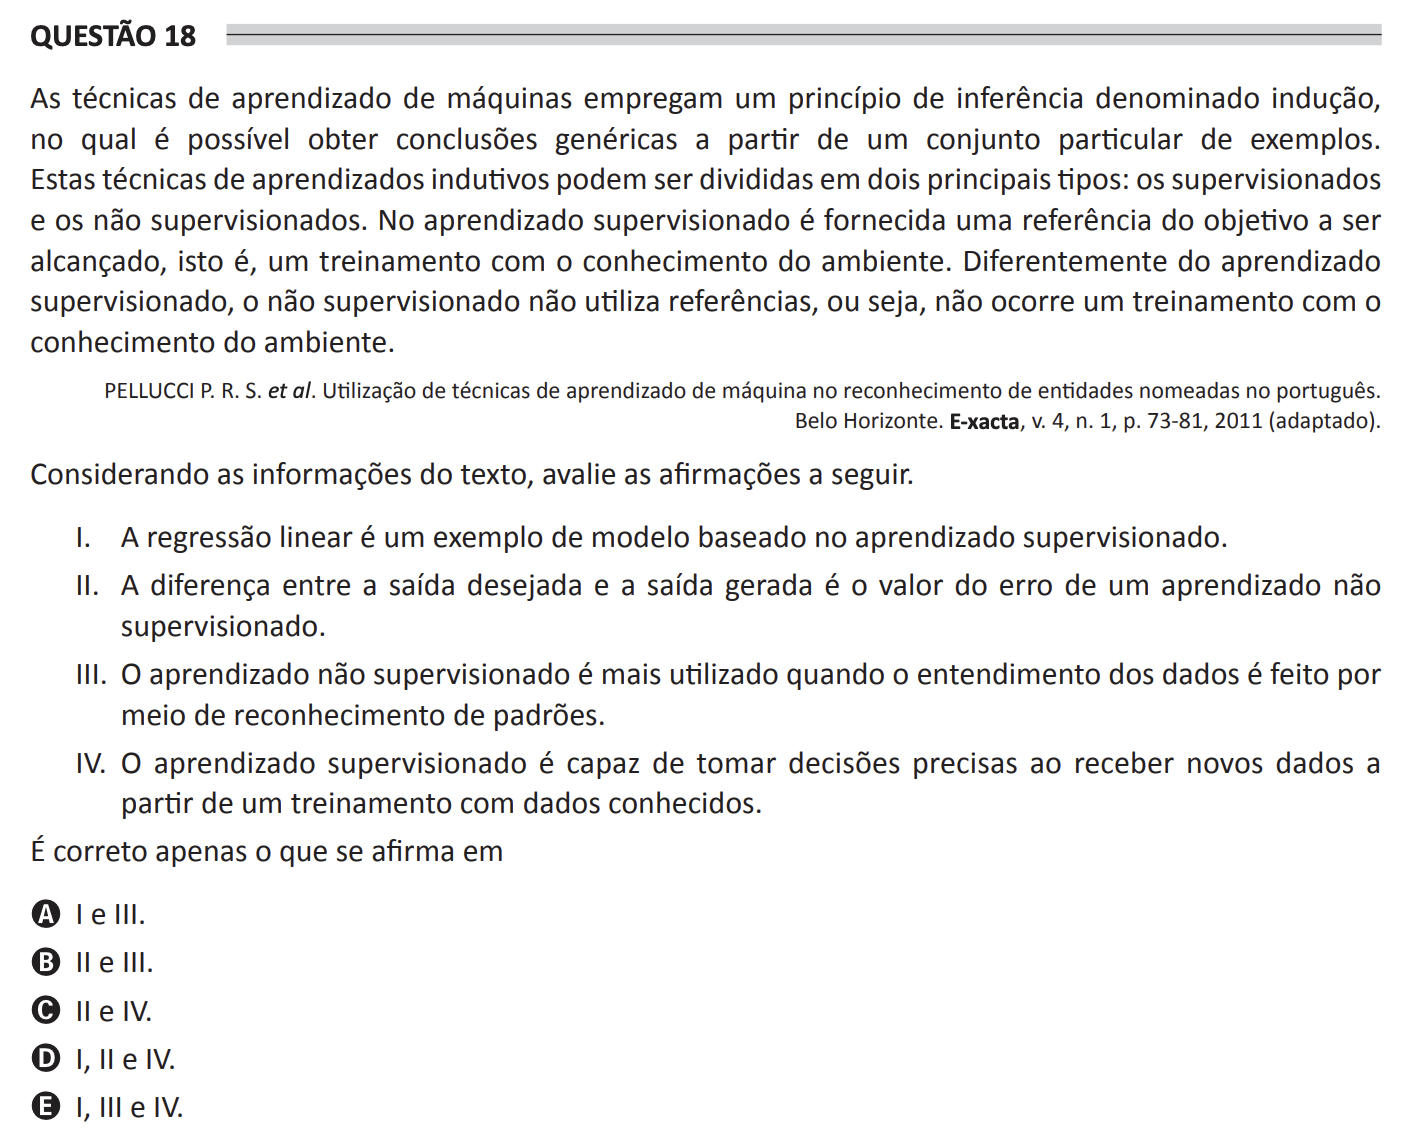 QUESTÃO 18
As técnicas de aprendizado de máquinas empregam um princípio de inferência denominado indução,
no qual é possível obter conclusões genéricas a partir de um conjunto particular de exemplos.
Estas técnicas de aprendizados indutivos podem ser divididas em dois principais tipos: os supervisionados
e os não supervisionados. No aprendizado supervisionado é fornecida uma referência do objetivo a ser
alcançado, isto é, um treinamento com o conhecimento do ambiente. Diferentemente do aprendizado
supervisionado, o não supervisionado não utiliza referências, ou seja, não ocorre um treinamento com o
conhecimento do ambiente.
PELLUCCI P. R. S. et al. Utilização de técnicas de aprendizado de máquina no reconhecimento de entidades nomeadas no português.
Belo Horizonte. E-xacta, v. 4, n. 1, p. 73-81, 2011 (adaptado).
Considerando as informações do texto, avalie as afirmações a seguir.
I. A regressão linear é um exemplo de modelo baseado no aprendizado supervisionado.
II. A diferença entre a saída desejada e a saída gerada é o valor do erro de um aprendizado não
supervisionado.
III. O aprendizado não supervisionado é mais utilizado quando o entendimento dos dados é feito por
meio de reconhecimento de padrões.
IV. O aprendizado supervisionado é capaz de tomar decisões precisas ao receber novos dados a
partir de um treinamento com dados conhecidos.
É correto apenas o que se afirma em
A I e III.
B II e III.
C II e IV.
D I, II e IV.
E I, III e IV.